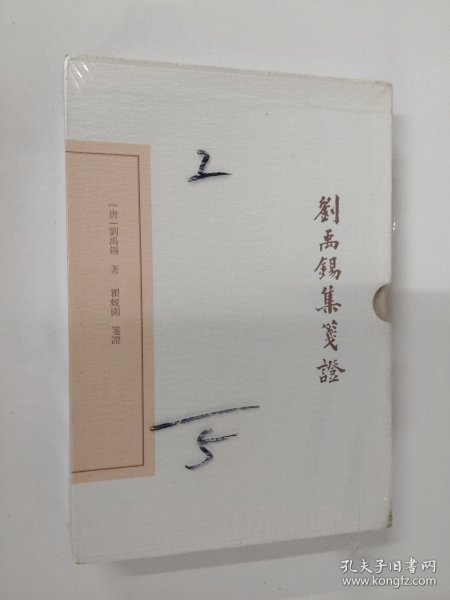 劉禹錫集箋證
[唐]劉禹錫 著 瞿蛻園 箋證
2
5
孔夫子旧书网
www.kongfz.com